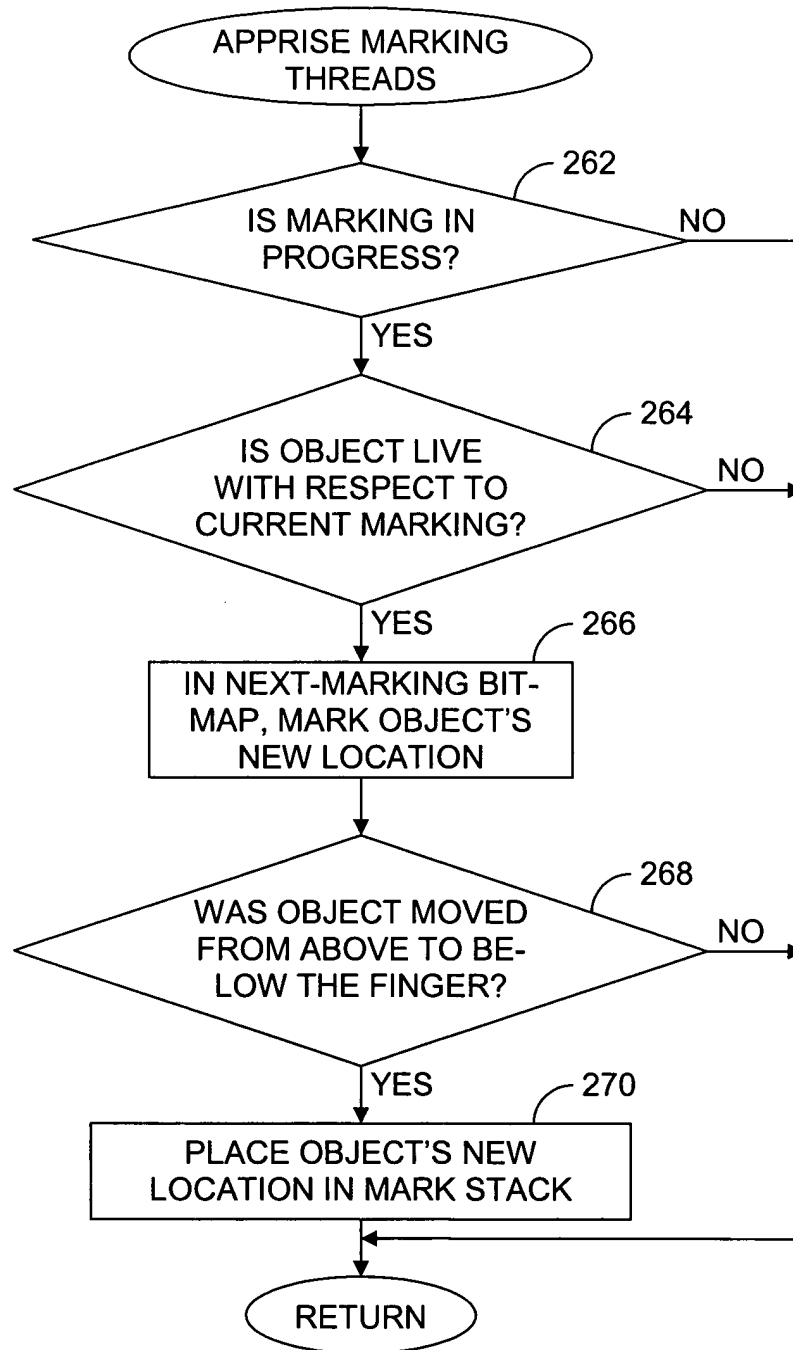 APPRISE MARKING
THREADS
262
IS MARKING IN
PROGRESS?
NO
YES
264
IS OBJECT LIVE
WITH RESPECT TO
CURRENT MARKING?
NO
YES
266
IN NEXT-MARKING BIT-
MAP, MARK OBJECT'S
NEW LOCATION
268
WAS OBJECT MOVED
FROM ABOVE TO BE-
LOW THE FINGER?
NO
YES
270
PLACE OBJECT'S NEW
LOCATION IN MARK STACK
RETURN